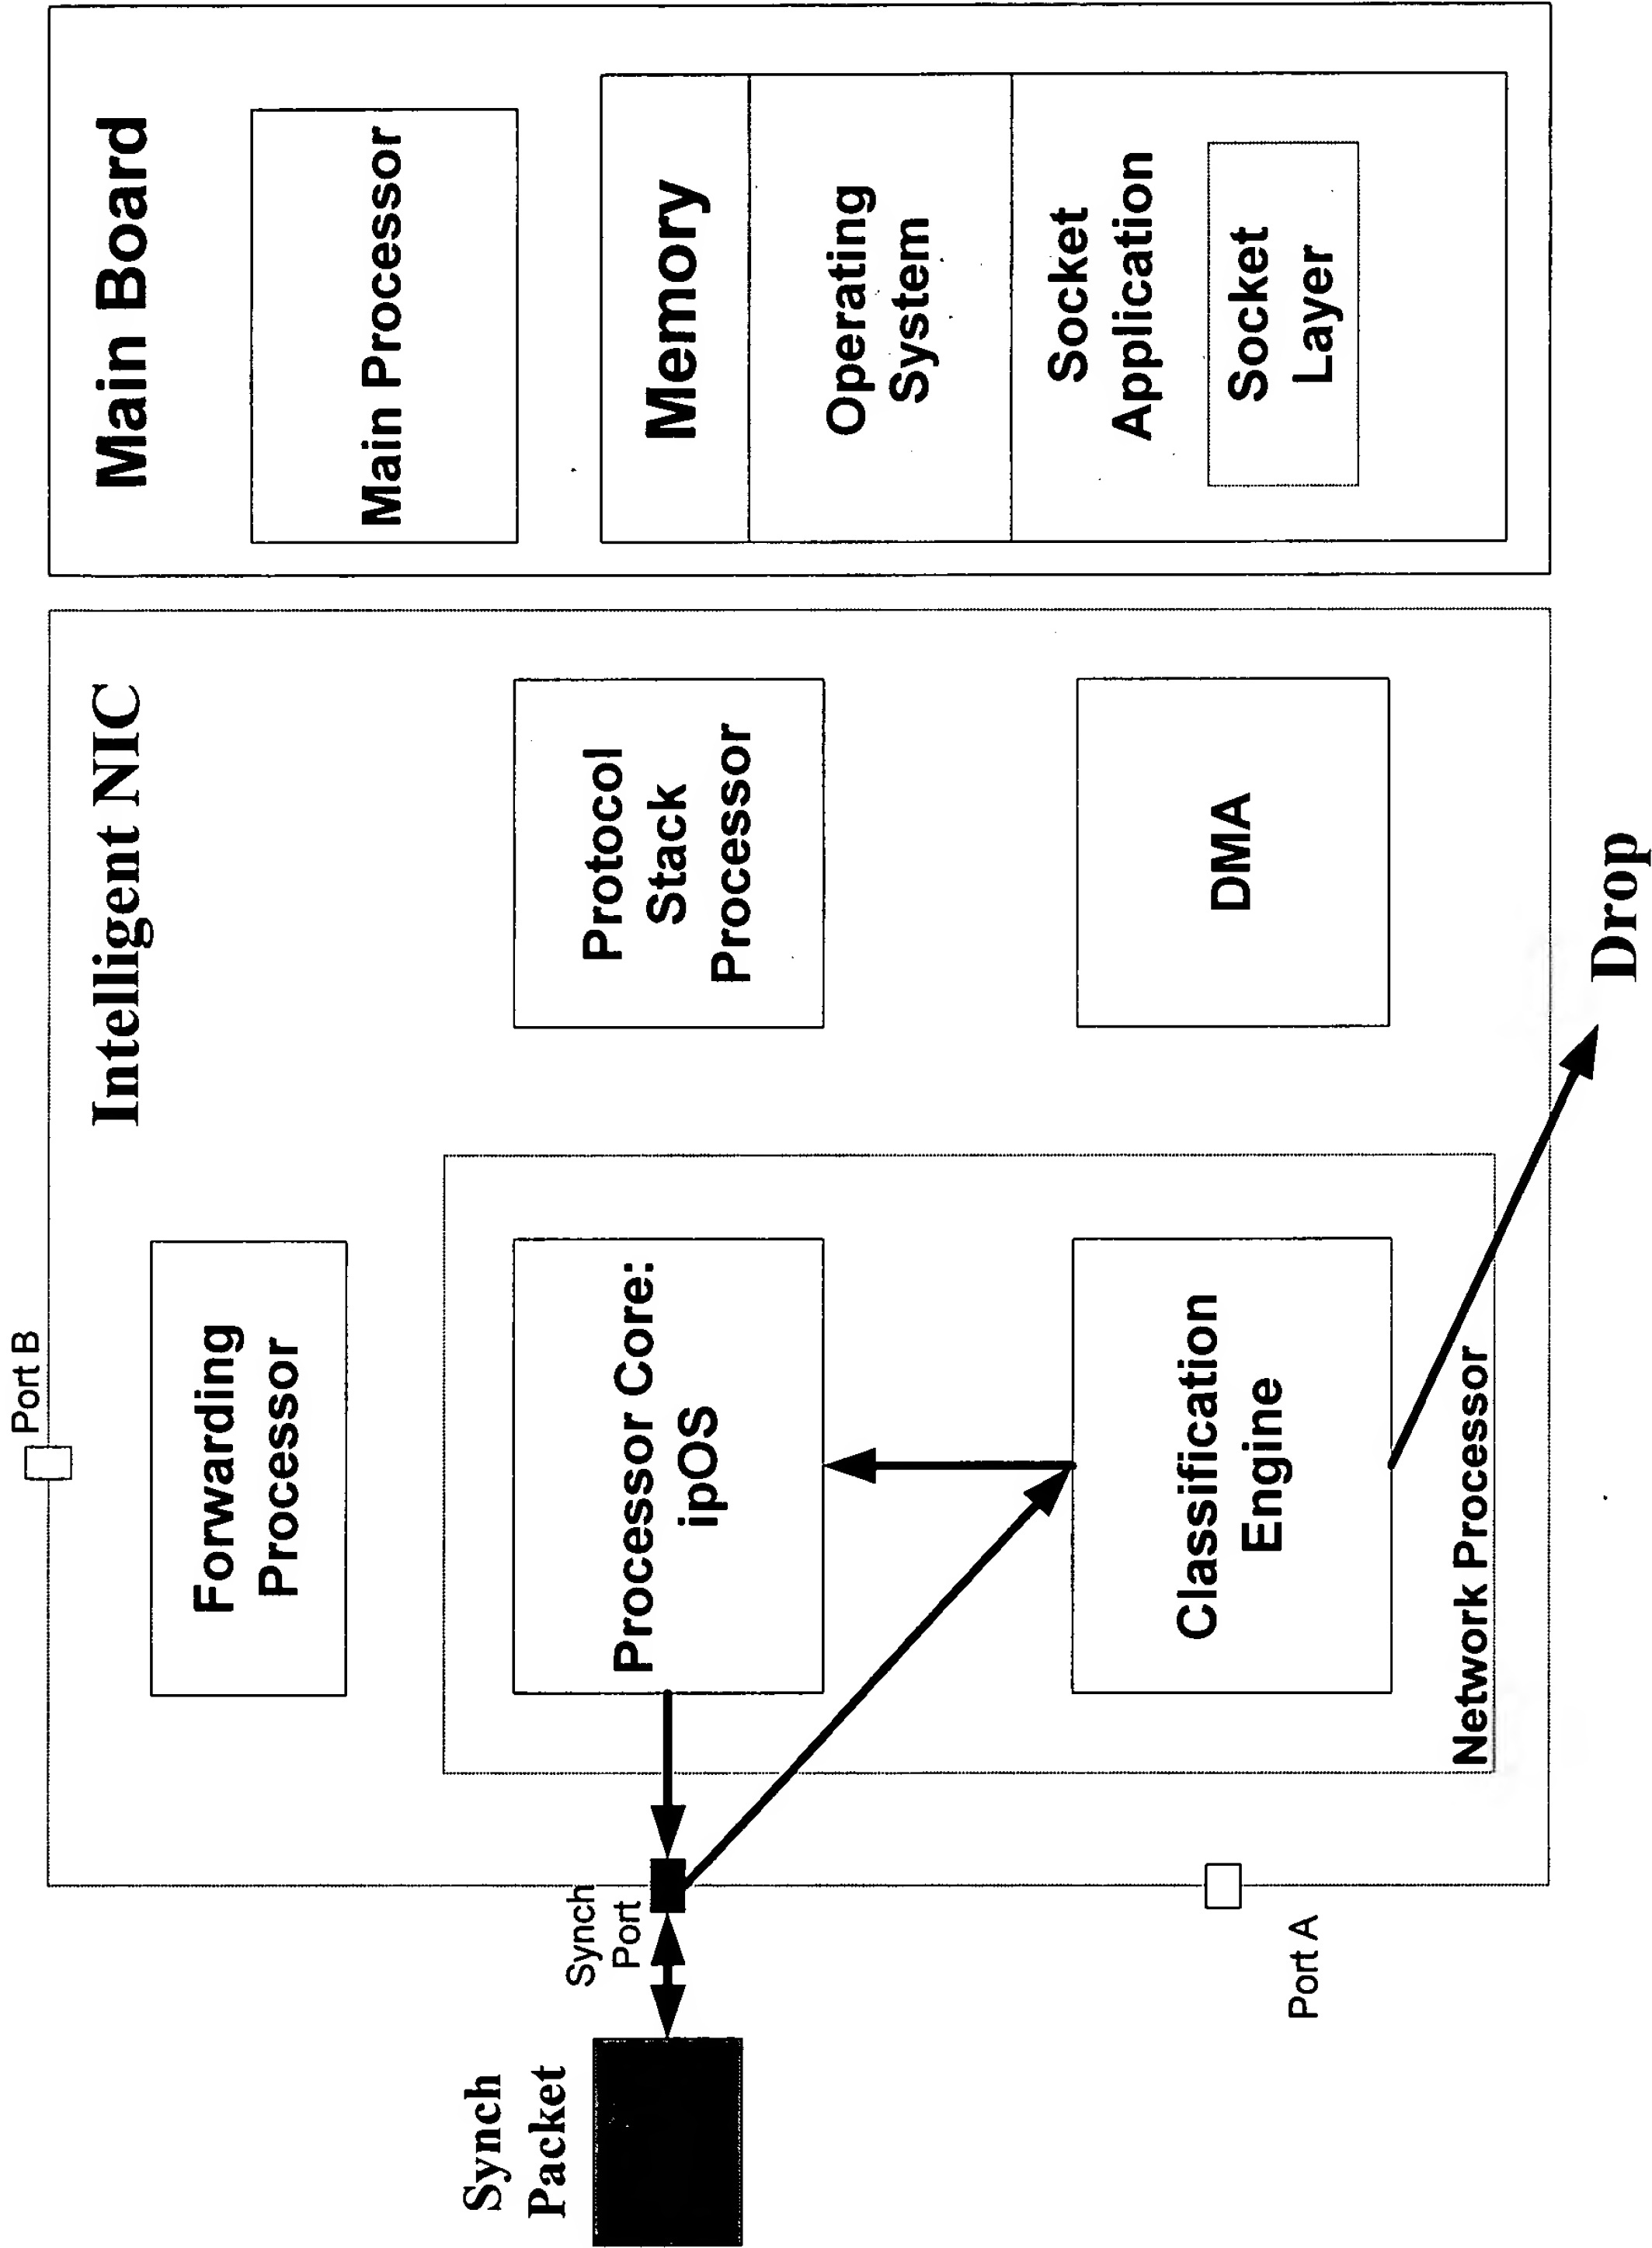 Main Board
Main Processor
Memory
Operating
System
Socket
Application
Socket
Layer
Intelligent NIC
Protocol
Stack
Processor
DMA
Drop
Port B
Forwarding
Processor
Processor Core:
ipOS
Classification
Engine
Network Processor
Synch
Port
Port A
Synch
Packet